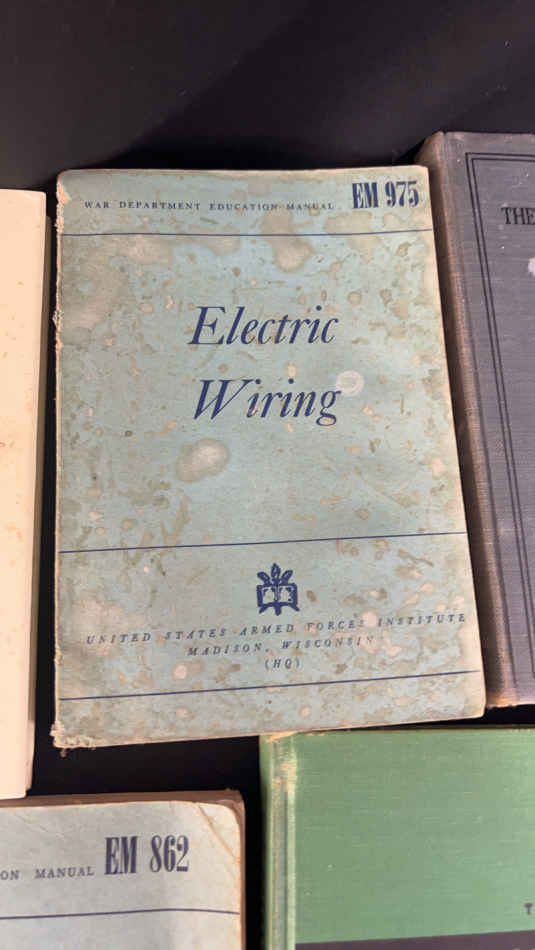 WAR DEPARTMENT EDUCATION MANUAL EM 975
Electric
Wiring
UNITED STATES ARMED FORCES INSTITUTE
MADISON, WISCONSIN
(HQ)
THE
ON MANUAL EM 862
T